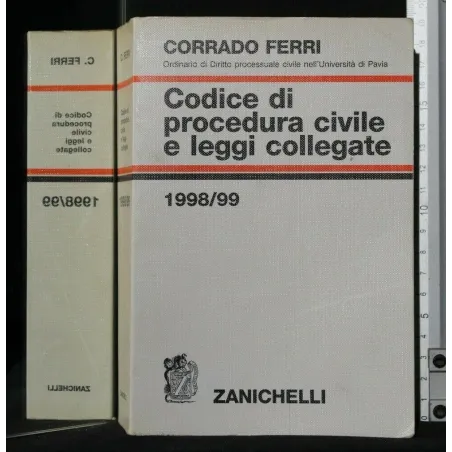 CORRADO FERRI
Ordinario di Diritto processuale civile nell'Università di Pavia
Codice di
procedura civile
e leggi collegate
1998/99
ZANICHELLI
C. FERRI
Codice di
procedura
civile
e leggi
collegate
1998/99
ZANICHELLI